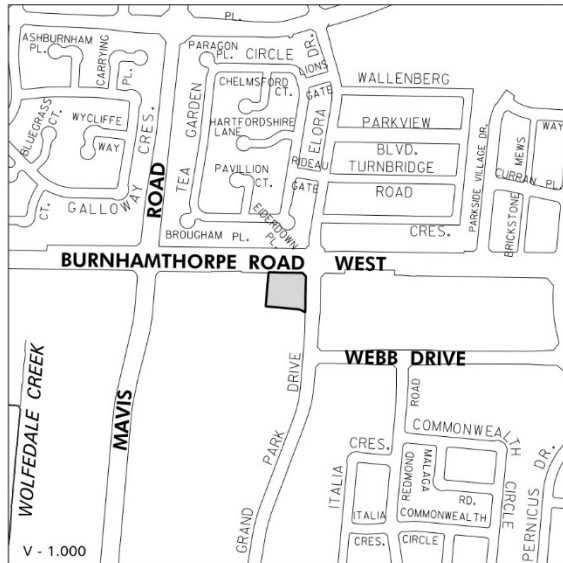 PL.
ASHBURNHAM
PL.
CARRYING
PL.
PARAGON
PL.
CIRCLE
DR.
LIONS
GATE
CHELMSFORD
CT.
WALLENBERG
BLUEGRASS
CT.
WYCLIFFE
WAY
CRES.
GARDEN
TEA
HARTFORDSHIRE
LANE
ELORA
PARKVIEW
BLVD.
TURNBRIDGE
ROAD
PARKSIDE VILLAGE DR.
MEWS
BRICKSTONE
WAY
CURRAN PL.
PAVILLION
CT.
RIDEAU
GATE
CT.
GALLOWAY
ROAD
BROUGHAM PL.
EIDERDOWN
PL.
CRES.
BURNHAMTHORPE ROAD WEST
WEBB DRIVE
WOLFEDALE CREEK
MAVIS
GRAND PARK DRIVE
ROAD
COMMONWEALTH
CIRCLE
ITALIA
CRES.
REDMOND
MALAGA
RD.
ITALIA
CRES.
COMMONWEALTH
CIRCLE
PERNICIUS
DR.
V - 1.000